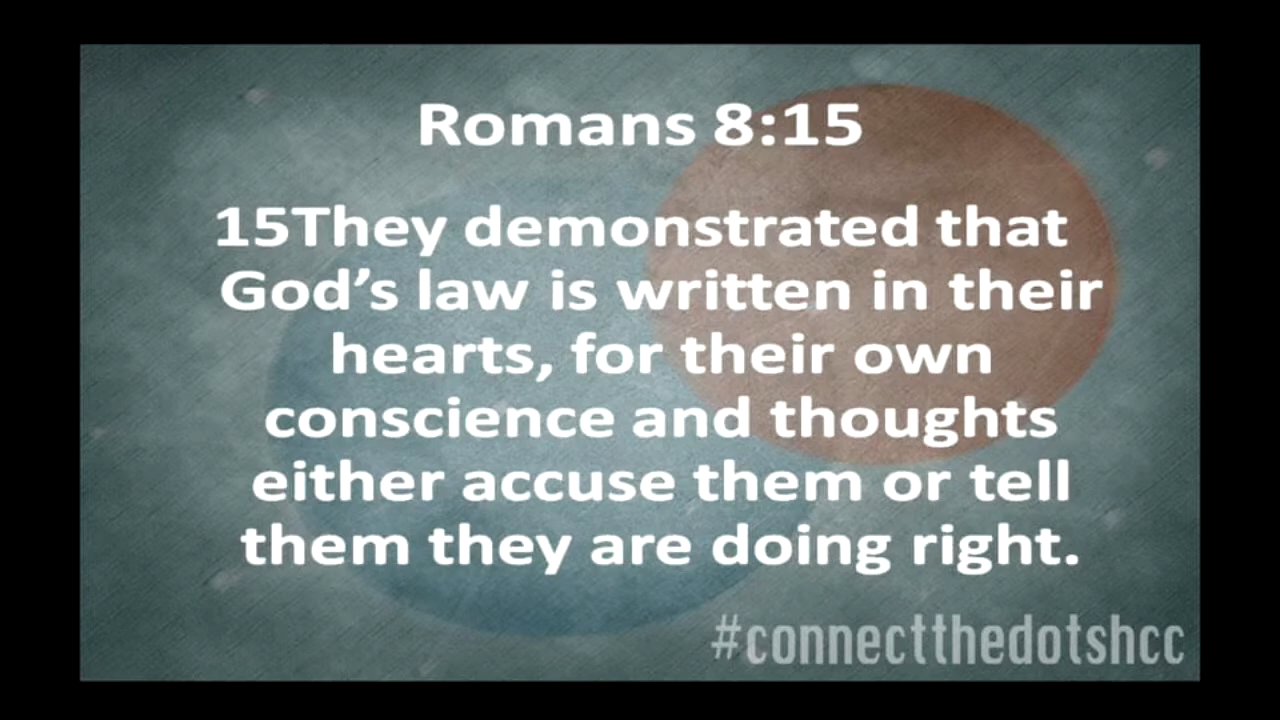 Romans 8:15
15They demonstrated that
God’s law is written in their
hearts, for their own
conscience and thoughts
either accuse them or tell
them they are doing right.
#connectthedotshcc